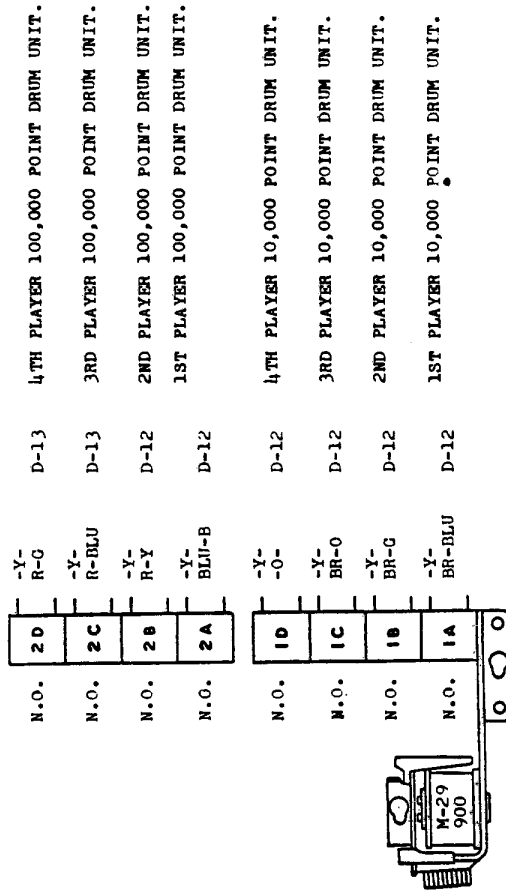 N.O. 2D -Y- R-G D-13 4TH PLAYER 100,000 POINT DRUM UNIT.
N.O. 2C -Y- R-BLU D-13 3RD PLAYER 100,000 POINT DRUM UNIT.
N.O. 2B -Y- R-Y D-12 2ND PLAYER 100,000 POINT DRUM UNIT.
N.O. 2A -Y- BLU-B D-12 1ST PLAYER 100,000 POINT DRUM UNIT.
N.O. 1D -Y- -O- D-12 4TH PLAYER 10,000 POINT DRUM UNIT.
N.O. 1C -Y- BR-O D-12 3RD PLAYER 10,000 POINT DRUM UNIT.
N.O. 1B -Y- BR-G D-12 2ND PLAYER 10,000 POINT DRUM UNIT.
N.O. 1A -Y- BR-BLU D-12 1ST PLAYER 10,000 POINT DRUM UNIT.
M-29
900